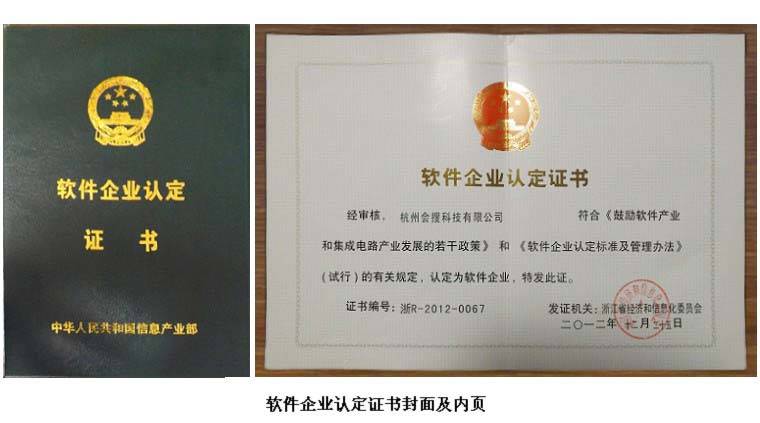 软件企业认定
证 书
中华人民共和国信息产业部
软件企业认定证书
经审核， 杭州会搜科技有限公司 符合《鼓励软件产业
和集成电路产业发展的若干政策》 和 《软件企业认定标准及管理办法》
（试行）的有关规定，认定为软件企业，特发此证。
证书编号：浙R-2012-0067
发证机关：浙江省经济和信息化委员会
二〇一二年 十二月 二十五日
软件企业认定证书封面及内页